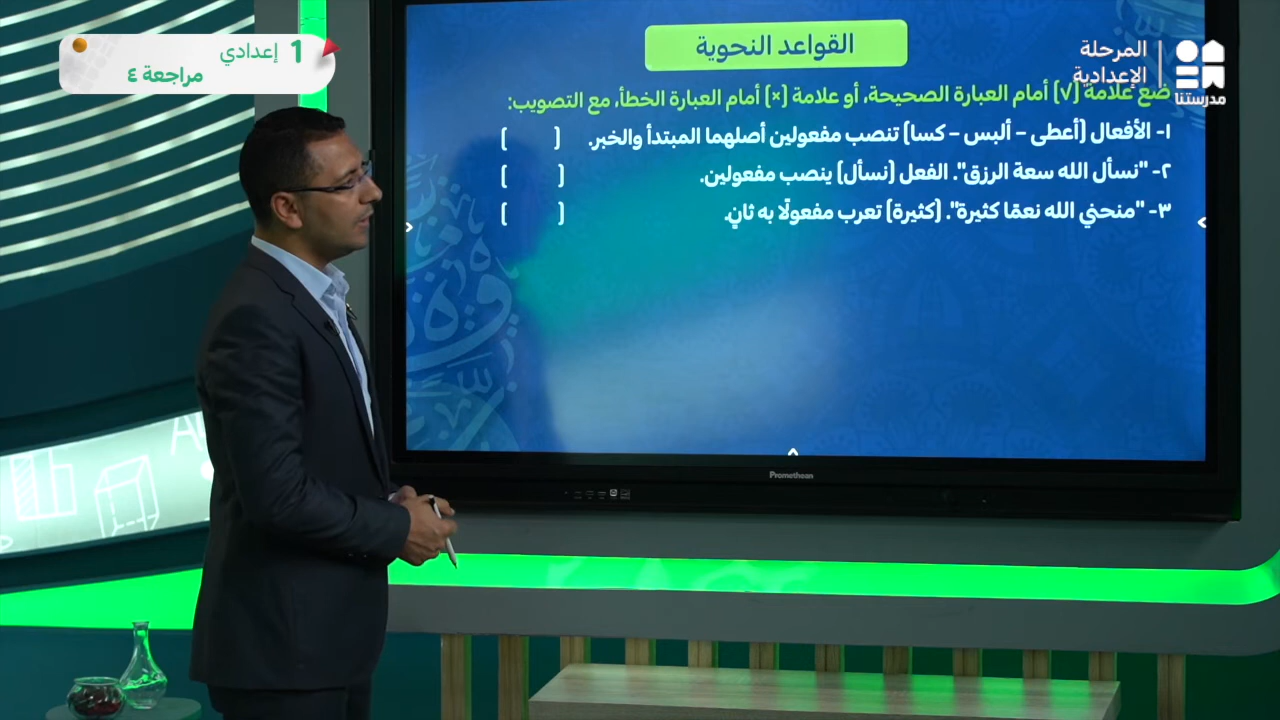 1 إعدادي
مراجعة ٤
المرحلة
الإعدادية
مدرستنا
القواعد النحوية
ضع علامة (√) أمام العبارة الصحيحة، أو علامة (×) أمام العبارة الخطأ، مع التصويب:
١- الأفعال (أعطى – ألبس – كسا) تنصب مفعولين أصلهما المبتدأ والخبر. ( )
٢- "نسأل الله سعة الرزق". الفعل (نسأل) ينصب مفعولين. ( )
٣- "منحني الله نعمًا كثيرة". (كثيرة) تعرب مفعولًا به ثانٍ. ( )
Promethean